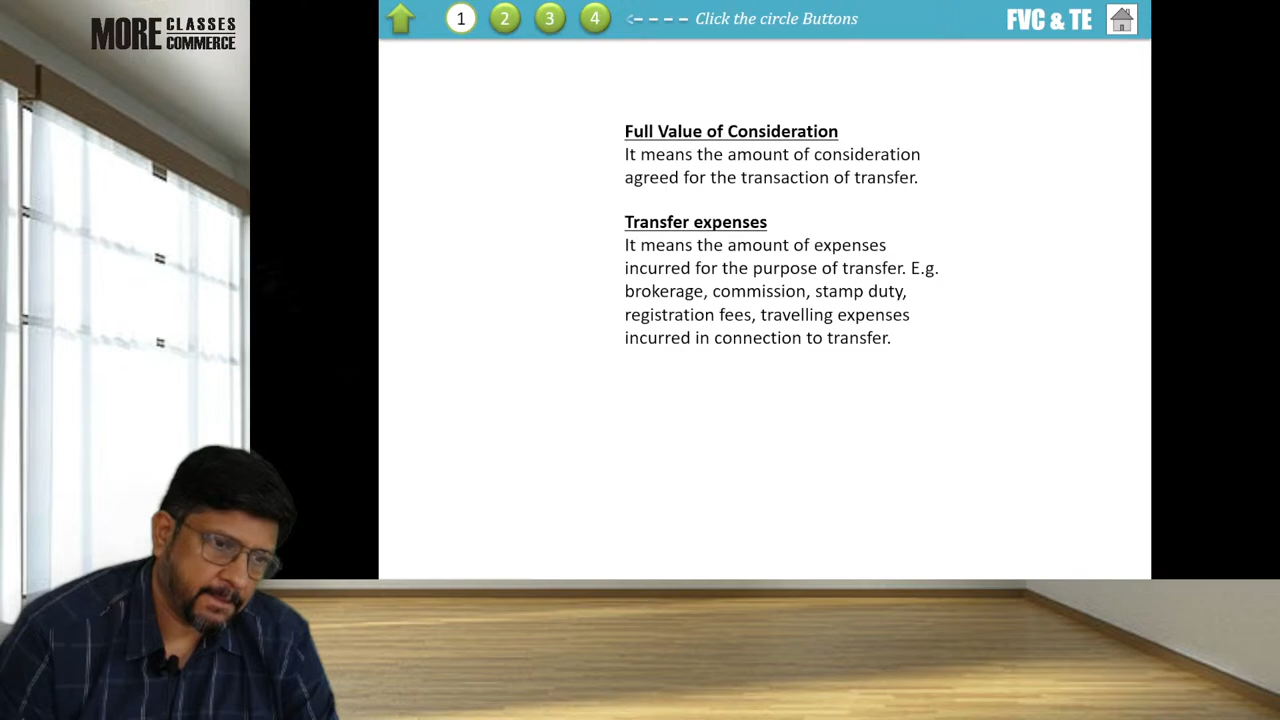 MORE CLASSES COMMERCE
1 2 3 4 Click the circle Buttons FVC & TE
Full Value of Consideration
It means the amount of consideration
agreed for the transaction of transfer.
Transfer expenses
It means the amount of expenses
incurred for the purpose of transfer. E.g.
brokerage, commission, stamp duty,
registration fees, travelling expenses
incurred in connection to transfer.